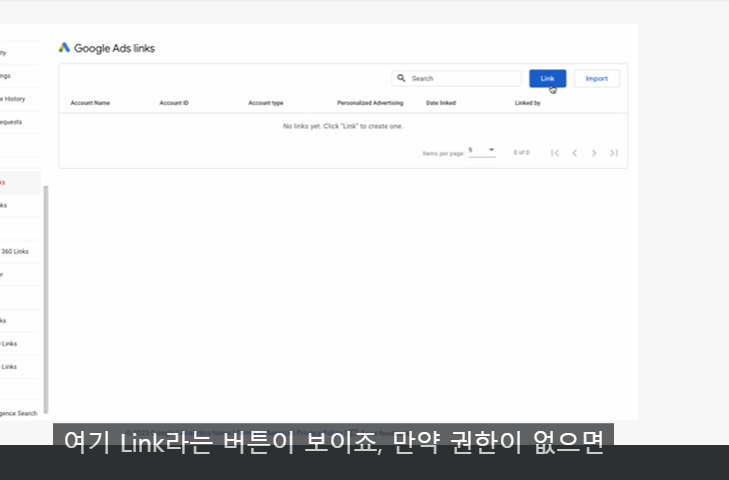 Google Ads links
Search
Link
Import
ty
ngs
Account Name
Account ID
Account type
Personalized Advertising
Date linked
Linked by
e History
equests
No links yet. Click "Link" to create one.
Items per page:
5
0 of 0
ks
ks
360 Links
r
ks
Links
Links
gence Search
여기 Link라는 버튼이 보이죠, 만약 권한이 없으면